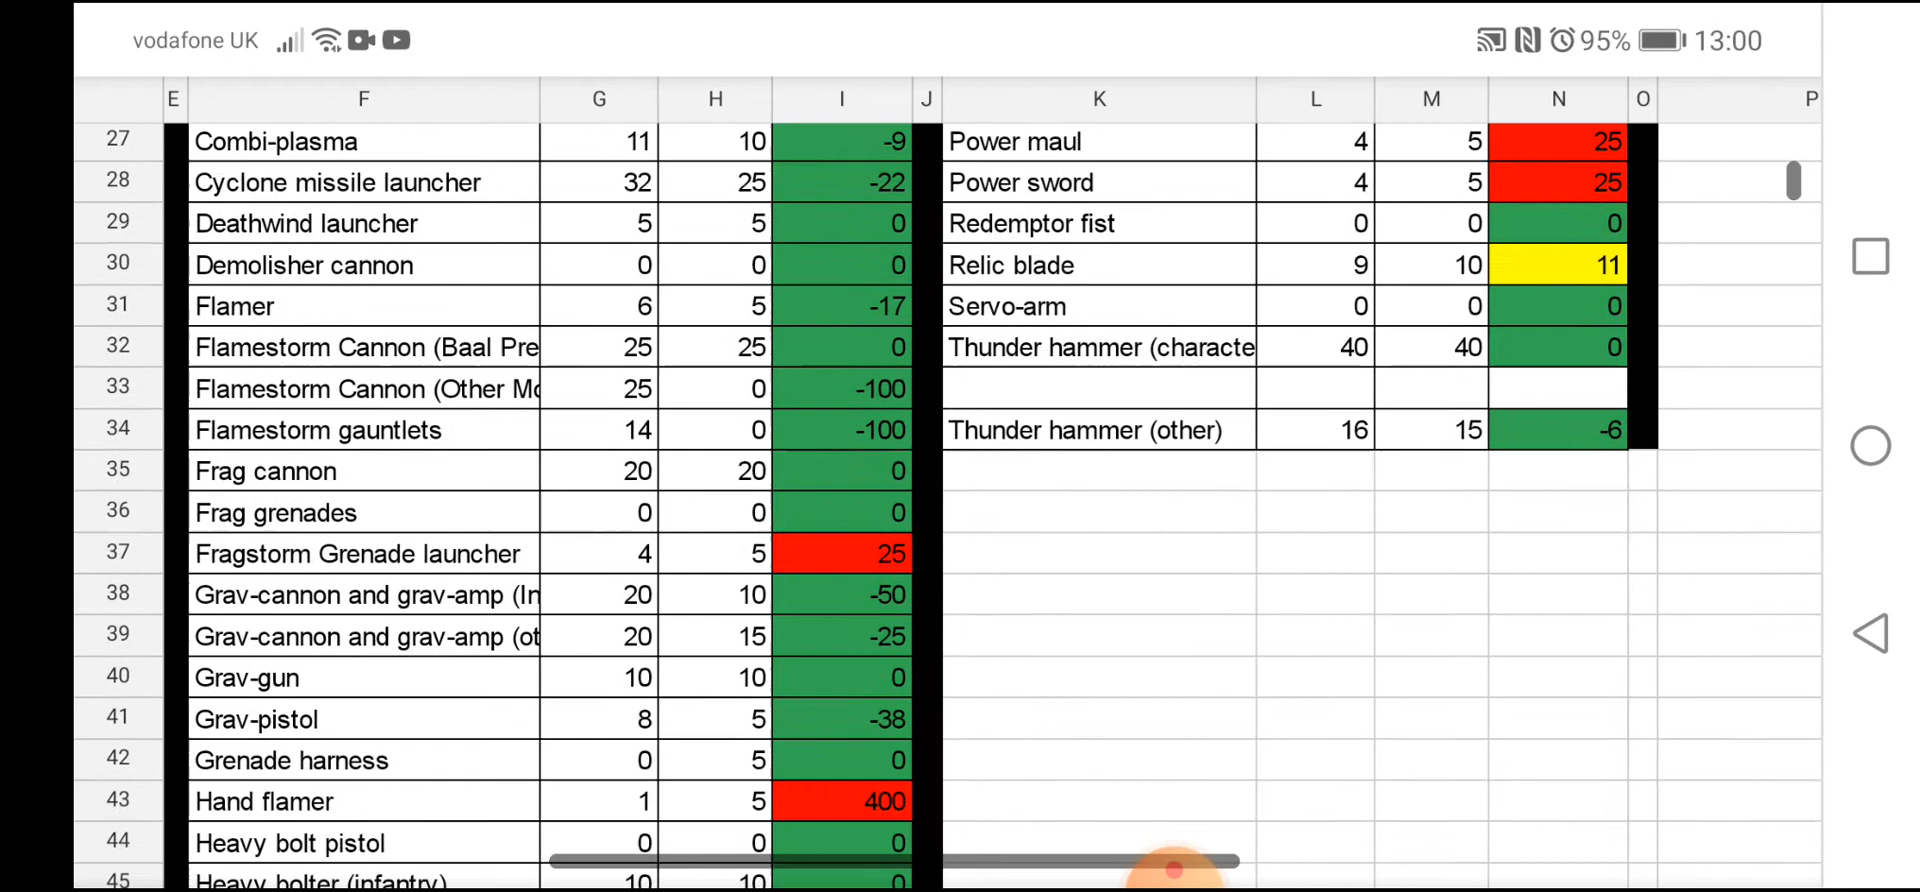 vodafone UK 95% 13:00
E F G H I J K L M N O P
27 Combi-plasma 11 10 -9 Power maul 4 5 25
28 Cyclone missile launcher 32 25 -22 Power sword 4 5 25
29 Deathwind launcher 5 5 0 Redemptor fist 0 0 0
30 Demolisher cannon 0 0 0 Relic blade 9 10 11
31 Flamer 6 5 -17 Servo-arm 0 0 0
32 Flamestorm Cannon (Baal Pre 25 25 0 Thunder hammer (characte 40 40 0
33 Flamestorm Cannon (Other Mo 25 0 -100
34 Flamestorm gauntlets 14 0 -100 Thunder hammer (other) 16 15 -6
35 Frag cannon 20 20 0
36 Frag grenades 0 0 0
37 Fragstorm Grenade launcher 4 5 25
38 Grav-cannon and grav-amp (In 20 10 -50
39 Grav-cannon and grav-amp (ot 20 15 -25
40 Grav-gun 10 10 0
41 Grav-pistol 8 5 -38
42 Grenade harness 0 5 0
43 Hand flamer 1 5 400
44 Heavy bolt pistol 0 0 0
45 Heavy bolter (infantry) 10 10 0